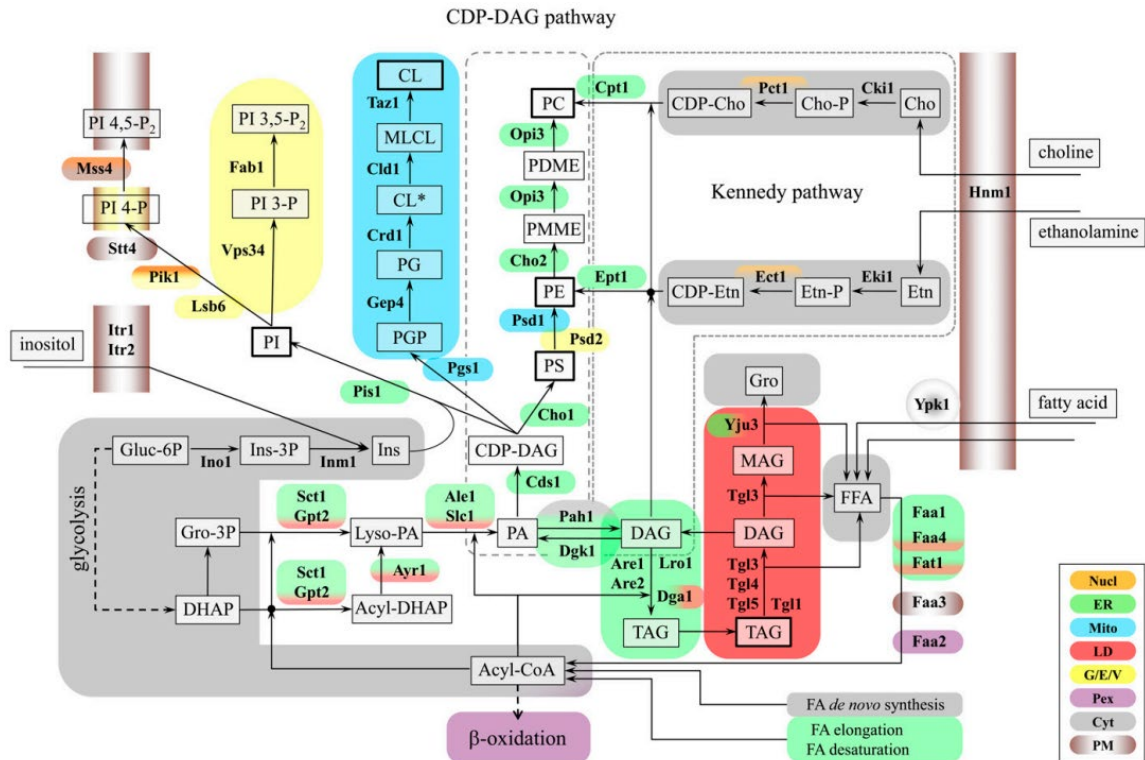 CDP-DAG pathway
PI 4,5-P₂
Mss4
PI 4-P
Stt4
Pik1
Lsb6
PI 3,5-P₂
Fab1
PI 3-P
Vps34
PI
CL
Taz1
MLCL
Cld1
CL*
Crd1
PG
Gep4
PGP
Pgs1
PC
Opi3
PDME
Opi3
PMME
Cho2
PE
Psd1
Psd2
PS
Cho1
CDP-DAG
Cds1
Cpt1
CDP-Cho
Pct1
Cho-P
Cki1
Cho
Kennedy pathway
Ept1
CDP-Etn
Ect1
Etn-P
Eki1
Etn
Hnm1
choline
ethanolamine
fatty acid
Ypk1
inositol
Itr1
Itr2
Pis1
Gluc-6P
Ino1
Ins-3P
Inm1
Ins
glycolysis
Gro-3P
Sct1
Gpt2
Lyso-PA
Ale1
Slc1
PA
Pah1
Dgk1
DAG
DHAP
Sct1
Gpt2
Acyl-DHAP
Ayr1
Are1
Are2
Lro1
Dga1
TAG
Gro
Yju3
MAG
Tgl3
DAG
Tgl3
Tgl4
Tgl5
Tgl1
TAG
FFA
Faa1
Faa4
Fat1
Faa3
Faa2
Acyl-CoA
β-oxidation
FA de novo synthesis
FA elongation
FA desaturation
Nucl
ER
Mito
LD
G/E/V
Pex
Cyt
PM